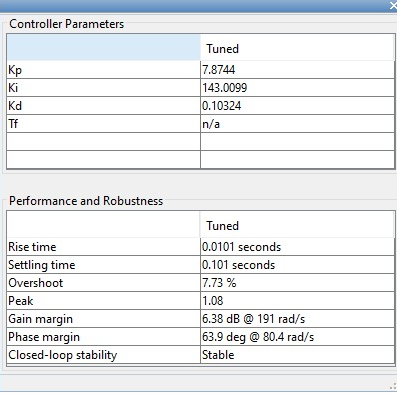 Controller Parameters
Tuned
Kp 7.8744
Ki 143.0099
Kd 0.10324
Tf n/a
Performance and Robustness
Tuned
Rise time 0.0101 seconds
Settling time 0.101 seconds
Overshoot 7.73 %
Peak 1.08
Gain margin 6.38 dB @ 191 rad/s
Phase margin 63.9 deg @ 80.4 rad/s
Closed-loop stability Stable